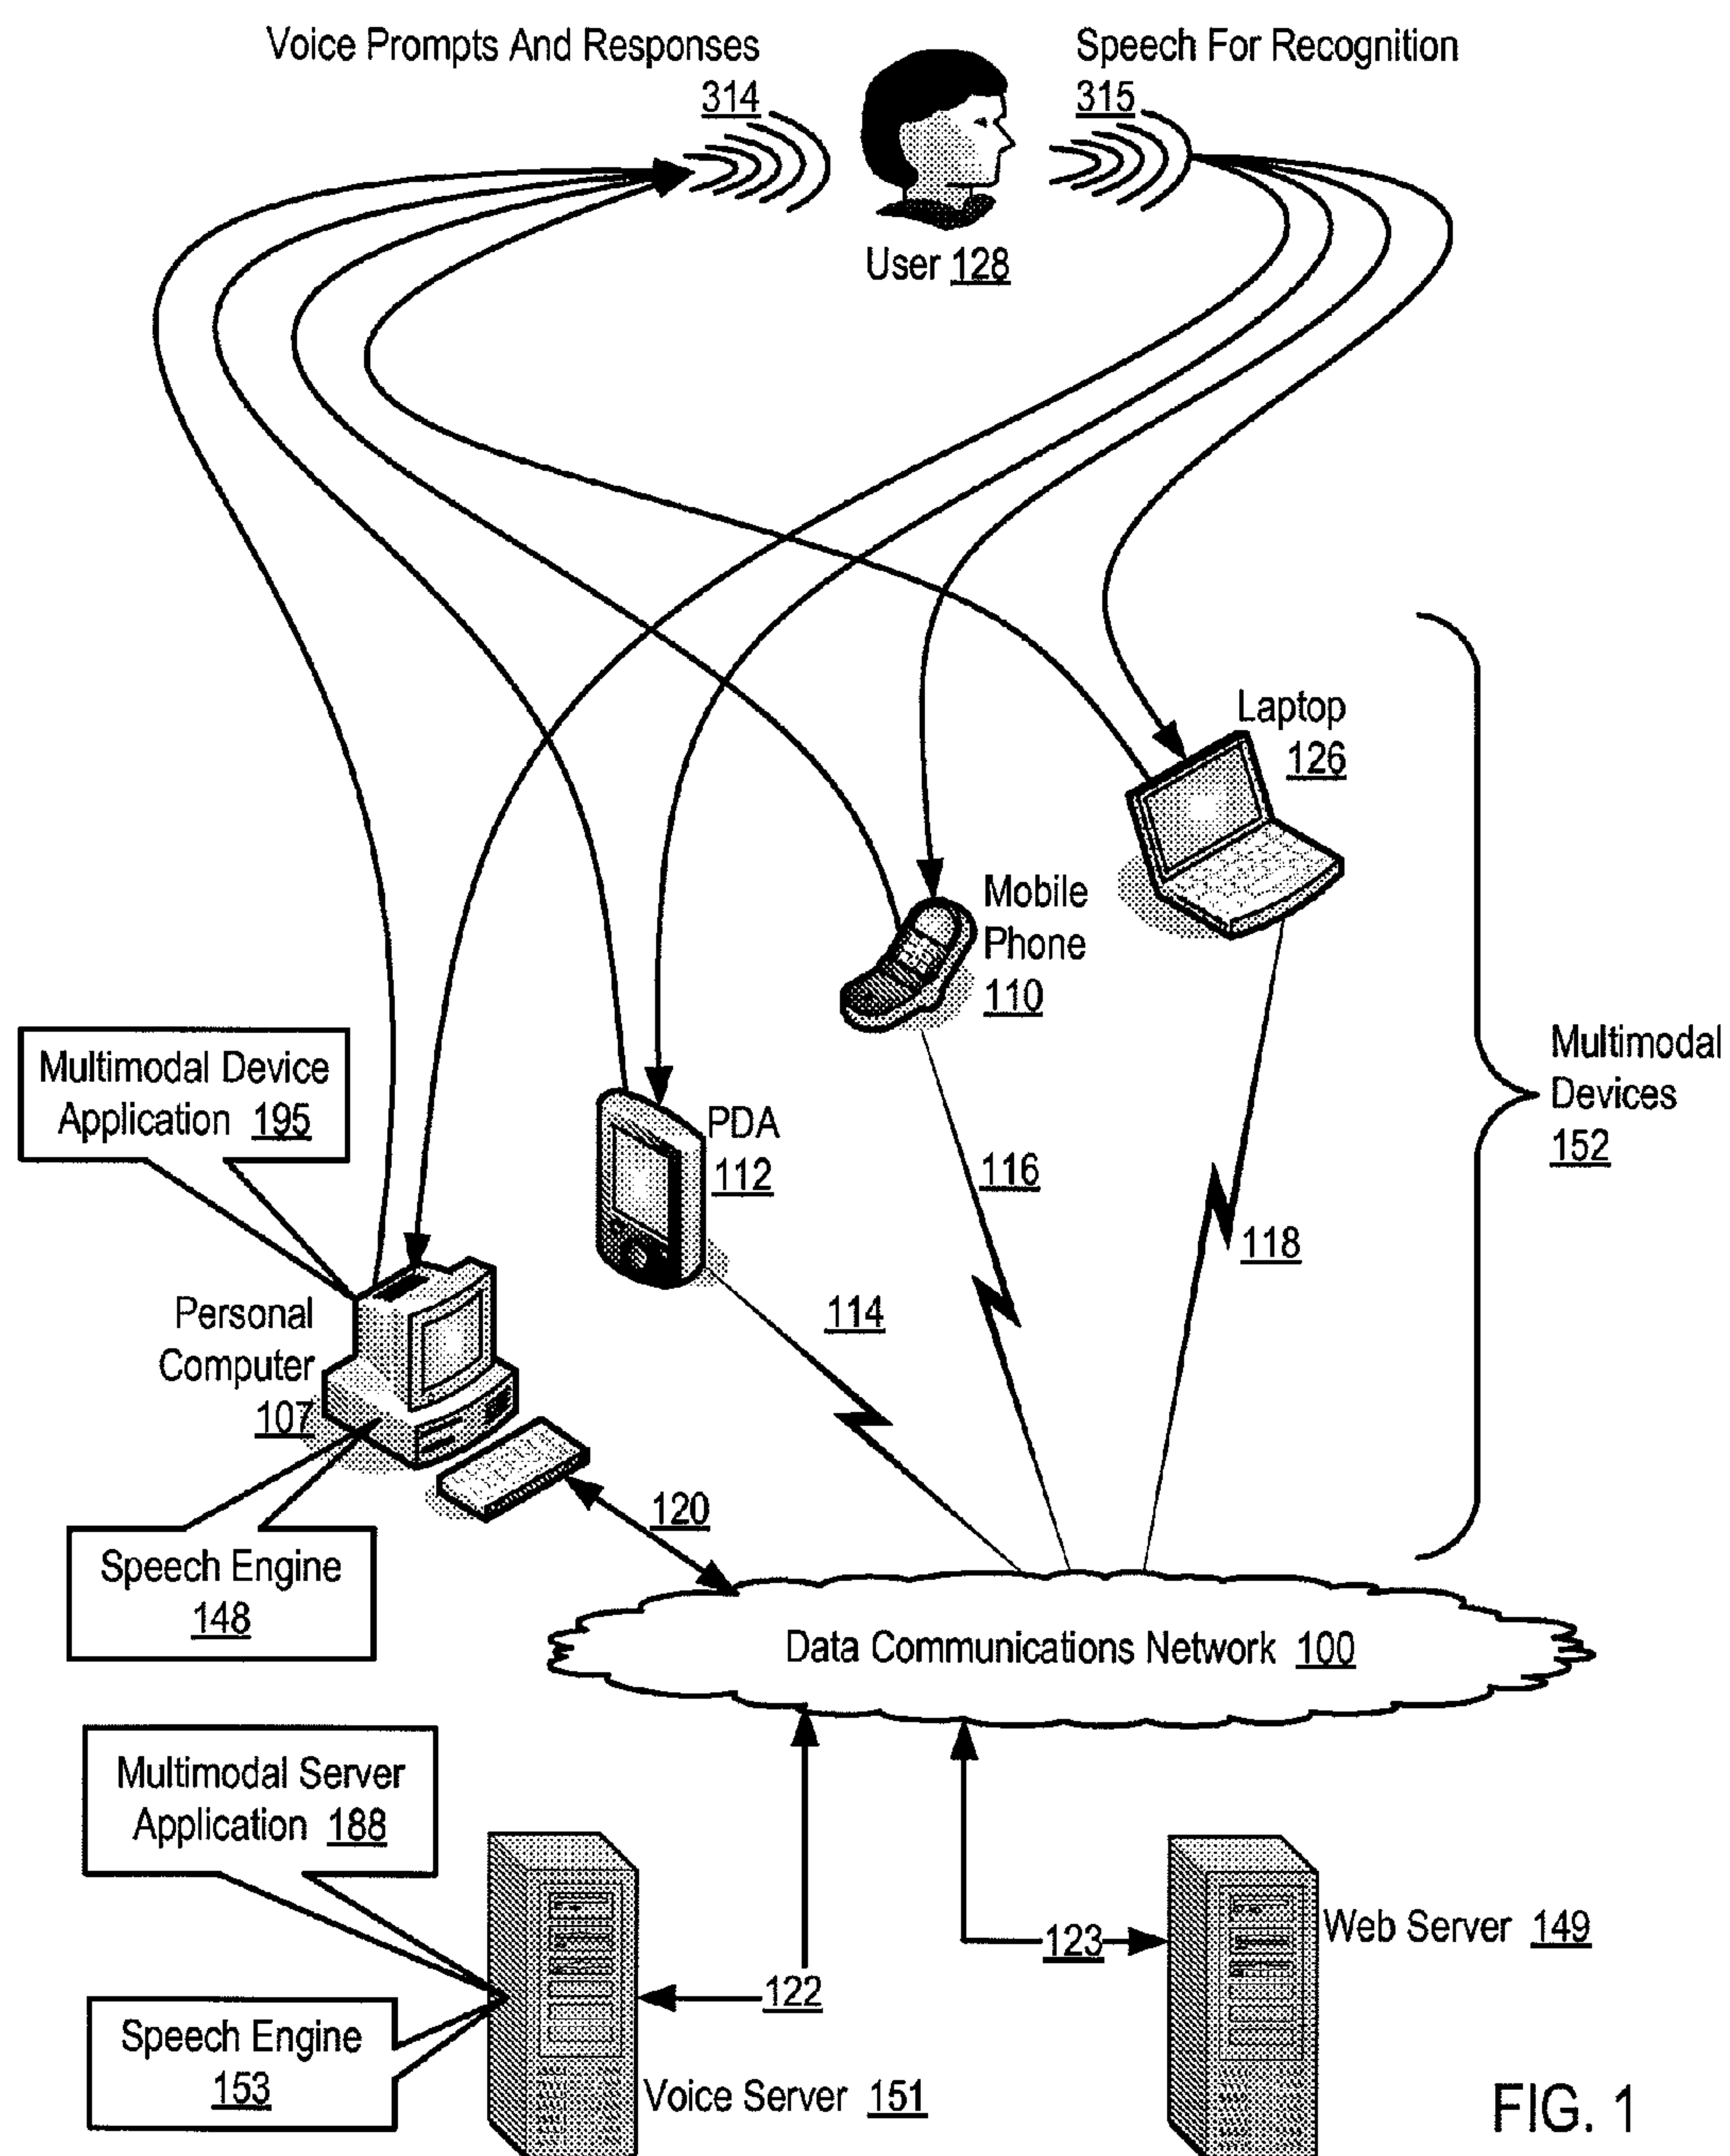 Voice Prompts And Responses
314
Speech For Recognition
315
User 128
Laptop
126
Mobile
Phone
110
Multimodal
Devices
152
Multimodal Device
Application 195
PDA
112
116
118
114
Personal
Computer
107
120
Speech Engine
148
Data Communications Network 100
Multimodal Server
Application 188
Web Server 149
123
122
Speech Engine
153
Voice Server 151
FIG. 1